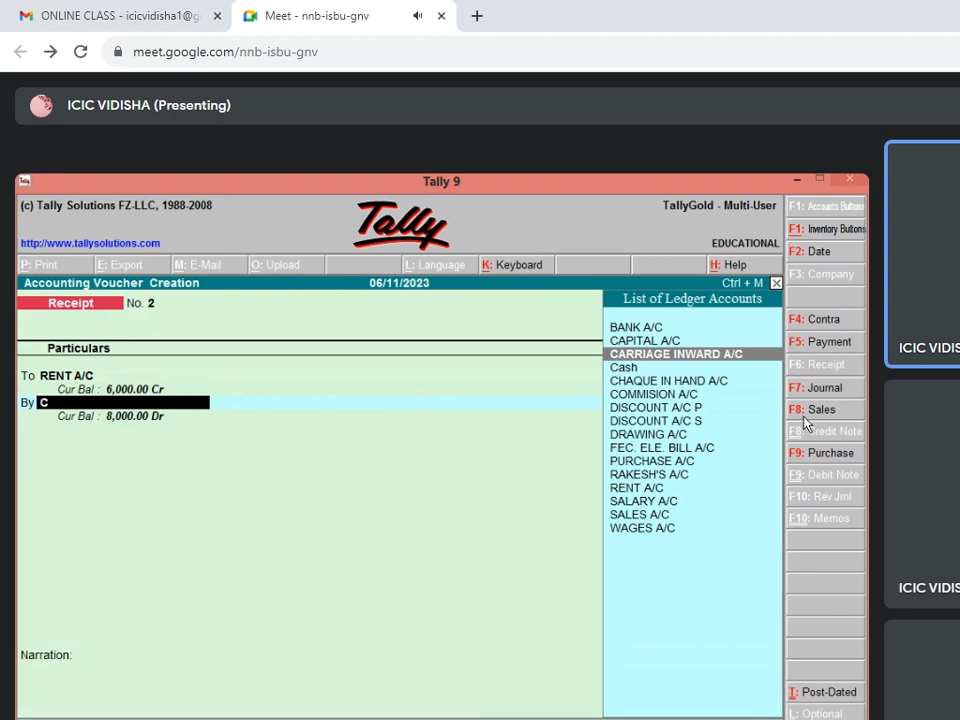 ONLINE CLASS - icicvidisha1@g
Meet - nnb-isbu-gnv
meet.google.com/nnb-isbu-gnv
ICIC VIDISHA (Presenting)
Tally 9
(c) Tally Solutions FZ-LLC, 1988-2008
Tally
TallyGold - Multi-User
http://www.tallysolutions.com
EDUCATIONAL
P: Print
E: Export
M: E-Mail
O: Upload
L: Language
K: Keyboard
H: Help
Accounting Voucher Creation
06/11/2023
Ctrl + M
Receipt No. 2
Particulars
To RENT A/C
Cur Bal : 6,000.00 Cr
By C
Cur Bal : 8,000.00 Dr
Narration:
List of Ledger Accounts
BANK A/C
CAPITAL A/C
CARRIAGE INWARD A/C
Cash
CHAQUE IN HAND A/C
COMMISION A/C
DISCOUNT A/C P
DISCOUNT A/C S
DRAWING A/C
FEC. ELE. BILL A/C
PURCHASE A/C
RAKESH'S A/C
RENT A/C
SALARY A/C
SALES A/C
WAGES A/C
F1: Accounts Buttons
F1: Inventory Buttons
F2: Date
F3: Company
F4: Contra
F5: Payment
F6: Receipt
F7: Journal
F8: Sales
F8: Credit Note
F9: Purchase
F9: Debit Note
F10: Rev Jrnl
F10: Memos
T: Post-Dated
L: Optional
ICIC VIDIS
ICIC VIDIS